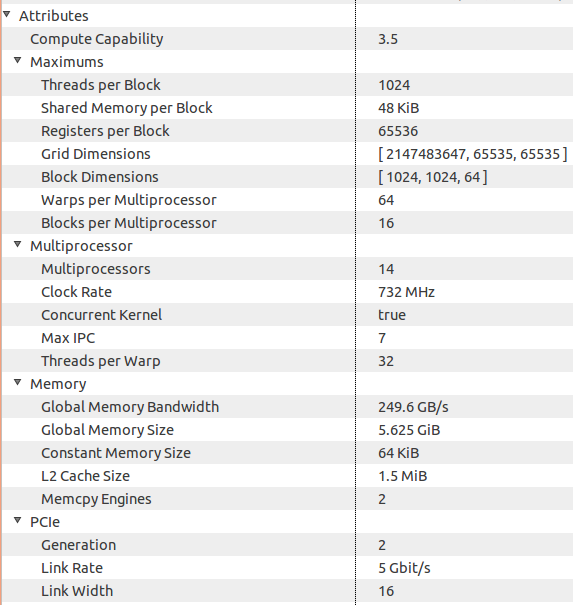 Attributes
Compute Capability 3.5
Maximums
Threads per Block 1024
Shared Memory per Block 48 KiB
Registers per Block 65536
Grid Dimensions [ 2147483647, 65535, 65535 ]
Block Dimensions [ 1024, 1024, 64 ]
Warps per Multiprocessor 64
Blocks per Multiprocessor 16
Multiprocessor
Multiprocessors 14
Clock Rate 732 MHz
Concurrent Kernel true
Max IPC 7
Threads per Warp 32
Memory
Global Memory Bandwidth 249.6 GB/s
Global Memory Size 5.625 GiB
Constant Memory Size 64 KiB
L2 Cache Size 1.5 MiB
Memcpy Engines 2
PCIe
Generation 2
Link Rate 5 Gbit/s
Link Width 16